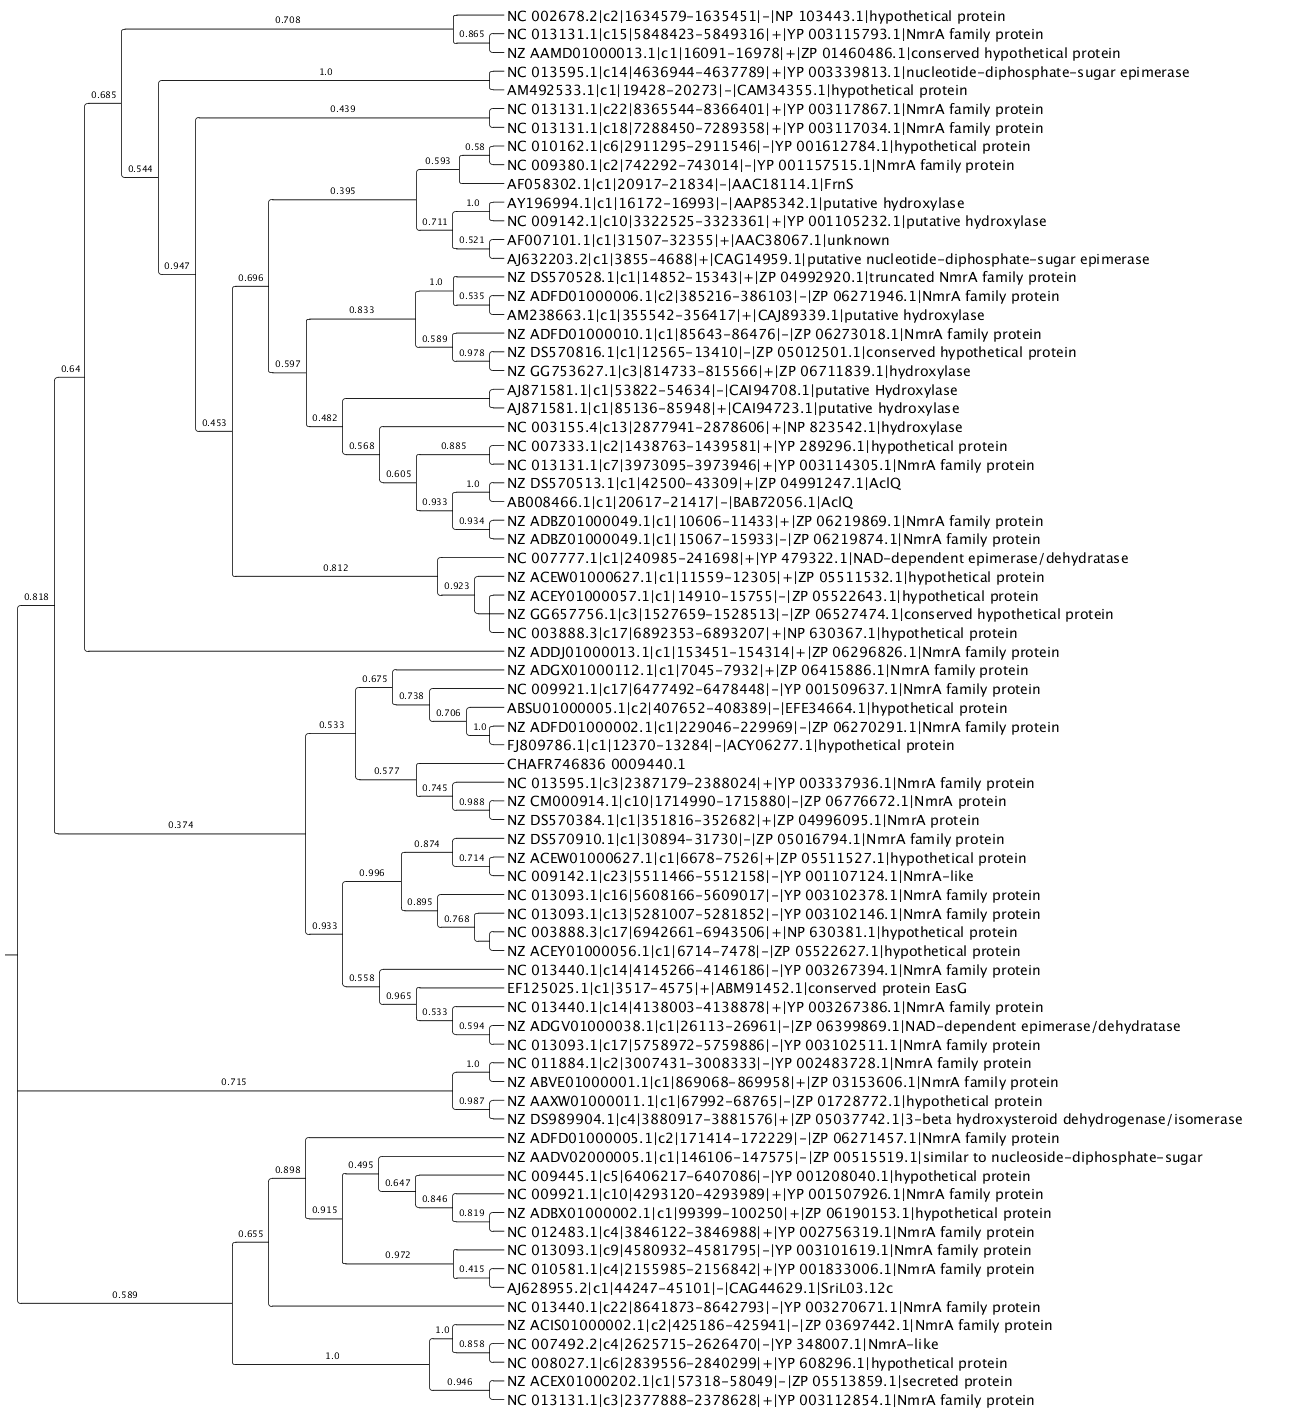 0.708
NC 002678.2|c2|1634579-1635451|-|NP 103443.1|hypothetical protein
0.865
NC 013131.1|c15|5848423-5849316|+|YP 003115793.1|NmrA family protein
NZ AAMD01000013.1|c1|16091-16978|+|ZP 01460486.1|conserved hypothetical protein
0.685
1.0
NC 013595.1|c14|4636944-4637789|+|YP 003339813.1|nucleotide-diphosphate-sugar epimerase
AM492533.1|c1|19428-20273|-|CAM34355.1|hypothetical protein
0.439
NC 013131.1|c22|8365544-8366401|+|YP 003117867.1|NmrA family protein
NC 013131.1|c18|7288450-7289358|+|YP 003117034.1|NmrA family protein
0.544
0.593
0.58
NC 010162.1|c6|2911295-2911546|-|YP 001612784.1|hypothetical protein
NC 009380.1|c2|742292-743014|-|YP 001157515.1|NmrA family protein
0.395
AF058302.1|c1|20917-21834|-|AAC18114.1|FrnS
1.0
AY196994.1|c1|16172-16993|-|AAP85342.1|putative hydroxylase
0.711
NC 009142.1|c10|3322525-3323361|+|YP 001105232.1|putative hydroxylase
0.521
AF007101.1|c1|31507-32355|+|AAC38067.1|unknown
AJ632203.2|c1|3855-4688|+|CAG14959.1|putative nucleotide-diphosphate-sugar epimerase
0.947
0.696
1.0
NZ DS570528.1|c1|14852-15343|+|ZP 04992920.1|truncated NmrA family protein
0.535
NZ ADFD01000006.1|c2|385216-386103|-|ZP 06271946.1|NmrA family protein
0.833
AM238663.1|c1|355542-356417|+|CAJ89339.1|putative hydroxylase
0.589
NZ ADFD01000010.1|c1|85643-86476|-|ZP 06273018.1|NmrA family protein
0.978
NZ DS570816.1|c1|12565-13410|-|ZP 05012501.1|conserved hypothetical protein
0.64
0.597
NZ GG753627.1|c3|814733-815566|+|ZP 06711839.1|hydroxylase
AJ871581.1|c1|53822-54634|-|CAI94708.1|putative Hydroxylase
AJ871581.1|c1|85136-85948|+|CAI94723.1|putative hydroxylase
0.453
0.482
NC 003155.4|c13|2877941-2878606|+|NP 823542.1|hydroxylase
0.568
0.885
NC 007333.1|c2|1438763-1439581|+|YP 289296.1|hypothetical protein
NC 013131.1|c7|3973095-3973946|+|YP 003114305.1|NmrA family protein
0.605
1.0
NZ DS570513.1|c1|42500-43309|+|ZP 04991247.1|AclQ
0.933
AB008466.1|c1|20617-21417|-|BAB72056.1|AclQ
0.934
NZ ADBZ01000049.1|c1|10606-11433|+|ZP 06219869.1|NmrA family protein
NZ ADBZ01000049.1|c1|15067-15933|-|ZP 06219874.1|NmrA family protein
0.812
NC 007777.1|c1|240985-241698|+|YP 479322.1|NAD-dependent epimerase/dehydratase
0.923
NZ ACEW01000627.1|c1|11559-12305|+|ZP 05511532.1|hypothetical protein
0.818
NZ ACEY01000057.1|c1|14910-15755|-|ZP 05522643.1|hypothetical protein
NZ GG657756.1|c3|1527659-1528513|-|ZP 06527474.1|conserved hypothetical protein
NC 003888.3|c17|6892353-6893207|+|NP 630367.1|hypothetical protein
NZ ADDJ01000013.1|c1|153451-154314|+|ZP 06296826.1|NmrA family protein
0.675
NZ ADGX01000112.1|c1|7045-7932|+|ZP 06415886.1|NmrA family protein
0.738
NC 009921.1|c17|6477492-6478448|-|YP 001509637.1|NmrA family protein
0.706
ABSU01000005.1|c2|407652-408389|-|EFE34664.1|hypothetical protein
0.533
1.0
NZ ADFD01000002.1|c1|229046-229969|-|ZP 06270291.1|NmrA family protein
FJ809786.1|c1|12370-13284|-|ACY06277.1|hypothetical protein
0.577
CHAFR746836 0009440.1
0.745
NC 013595.1|c3|2387179-2388024|+|YP 003337936.1|NmrA family protein
0.988
NZ CM000914.1|c10|1714990-1715880|-|ZP 06776672.1|NmrA protein
0.374
NZ DS570384.1|c1|351816-352682|+|ZP 04996095.1|NmrA protein
0.874
NZ DS570910.1|c1|30894-31730|-|ZP 05016794.1|NmrA family protein
0.714
NZ ACEW01000627.1|c1|6678-7526|+|ZP 05511527.1|hypothetical protein
0.996
NC 009142.1|c23|5511466-5512158|-|YP 001107124.1|NmrA-like
0.895
NC 013093.1|c16|5608166-5609017|-|YP 003102378.1|NmrA family protein
0.768
NC 013093.1|c13|5281007-5281852|-|YP 003102146.1|NmrA family protein
0.933
NC 003888.3|c17|6942661-6943506|+|NP 630381.1|hypothetical protein
NZ ACEY01000056.1|c1|6714-7478|-|ZP 05522627.1|hypothetical protein
0.558
NC 013440.1|c14|4145266-4146186|-|YP 003267394.1|NmrA family protein
0.965
EF125025.1|c1|3517-4575|+|ABM91452.1|conserved protein EasG
0.533
NC 013440.1|c14|4138003-4138878|+|YP 003267386.1|NmrA family protein
0.594
NZ ADGV01000038.1|c1|26113-26961|-|ZP 06399869.1|NAD-dependent epimerase/dehydratase
NC 013093.1|c17|5758972-5759886|-|YP 003102511.1|NmrA family protein
1.0
NC 011884.1|c2|3007431-3008333|-|YP 002483728.1|NmrA family protein
0.715
NZ ABVE01000001.1|c1|869068-869958|+|ZP 03153606.1|NmrA family protein
0.987
NZ AAXW01000011.1|c1|67992-68765|-|ZP 01728772.1|hypothetical protein
NZ DS989904.1|c4|3880917-3881576|+|ZP 05037742.1|3-beta hydroxysteroid dehydrogenase/isomerase
NZ ADFD01000005.1|c2|171414-172229|-|ZP 06271457.1|NmrA family protein
0.898
0.495
NZ AADV02000005.1|c1|146106-147575|-|ZP 00515519.1|similar to nucleoside-diphosphate-sugar
0.647
NC 009445.1|c5|6406217-6407086|-|YP 001208040.1|hypothetical protein
0.846
NC 009921.1|c10|4293120-4293989|+|YP 001507926.1|NmrA family protein
0.915
0.819
NZ ADBX01000002.1|c1|99399-100250|+|ZP 06190153.1|hypothetical protein
NC 012483.1|c4|3846122-3846988|+|YP 002756319.1|NmrA family protein
0.655
0.972
NC 013093.1|c9|4580932-4581795|-|YP 003101619.1|NmrA family protein
0.415
NC 010581.1|c4|2155985-2156842|+|YP 001833006.1|NmrA family protein
AJ628955.2|c1|44247-45101|-|CAG44629.1|SriL03.12c
0.589
NC 013440.1|c22|8641873-8642793|-|YP 003270671.1|NmrA family protein
1.0
NZ ACIS01000002.1|c2|425186-425941|-|ZP 03697442.1|NmrA family protein
0.858
NC 007492.2|c4|2625715-2626470|-|YP 348007.1|NmrA-like
1.0
NC 008027.1|c6|2839556-2840299|+|YP 608296.1|hypothetical protein
0.946
NZ ACEX01000202.1|c1|57318-58049|-|ZP 05513859.1|secreted protein
NC 013131.1|c3|2377888-2378628|+|YP 003112854.1|NmrA family protein